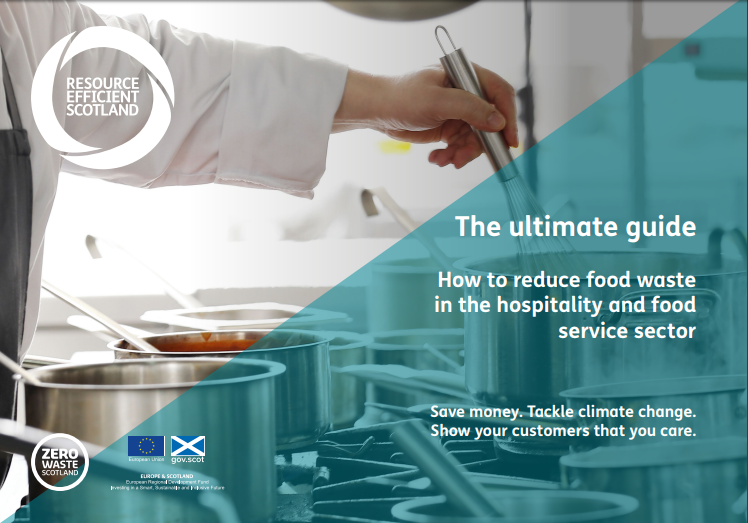 RESOURCE
EFFICIENT
SCOTLAND
The ultimate guide
How to reduce food waste
in the hospitality and food
service sector
Save money. Tackle climate change.
Show your customers that you care.
ZERO
WASTE
SCOTLAND
European Union
gov.scot
EUROPE & SCOTLAND
European Regional Development Fund
Investing in a Smart, Sustainable and Inclusive Future